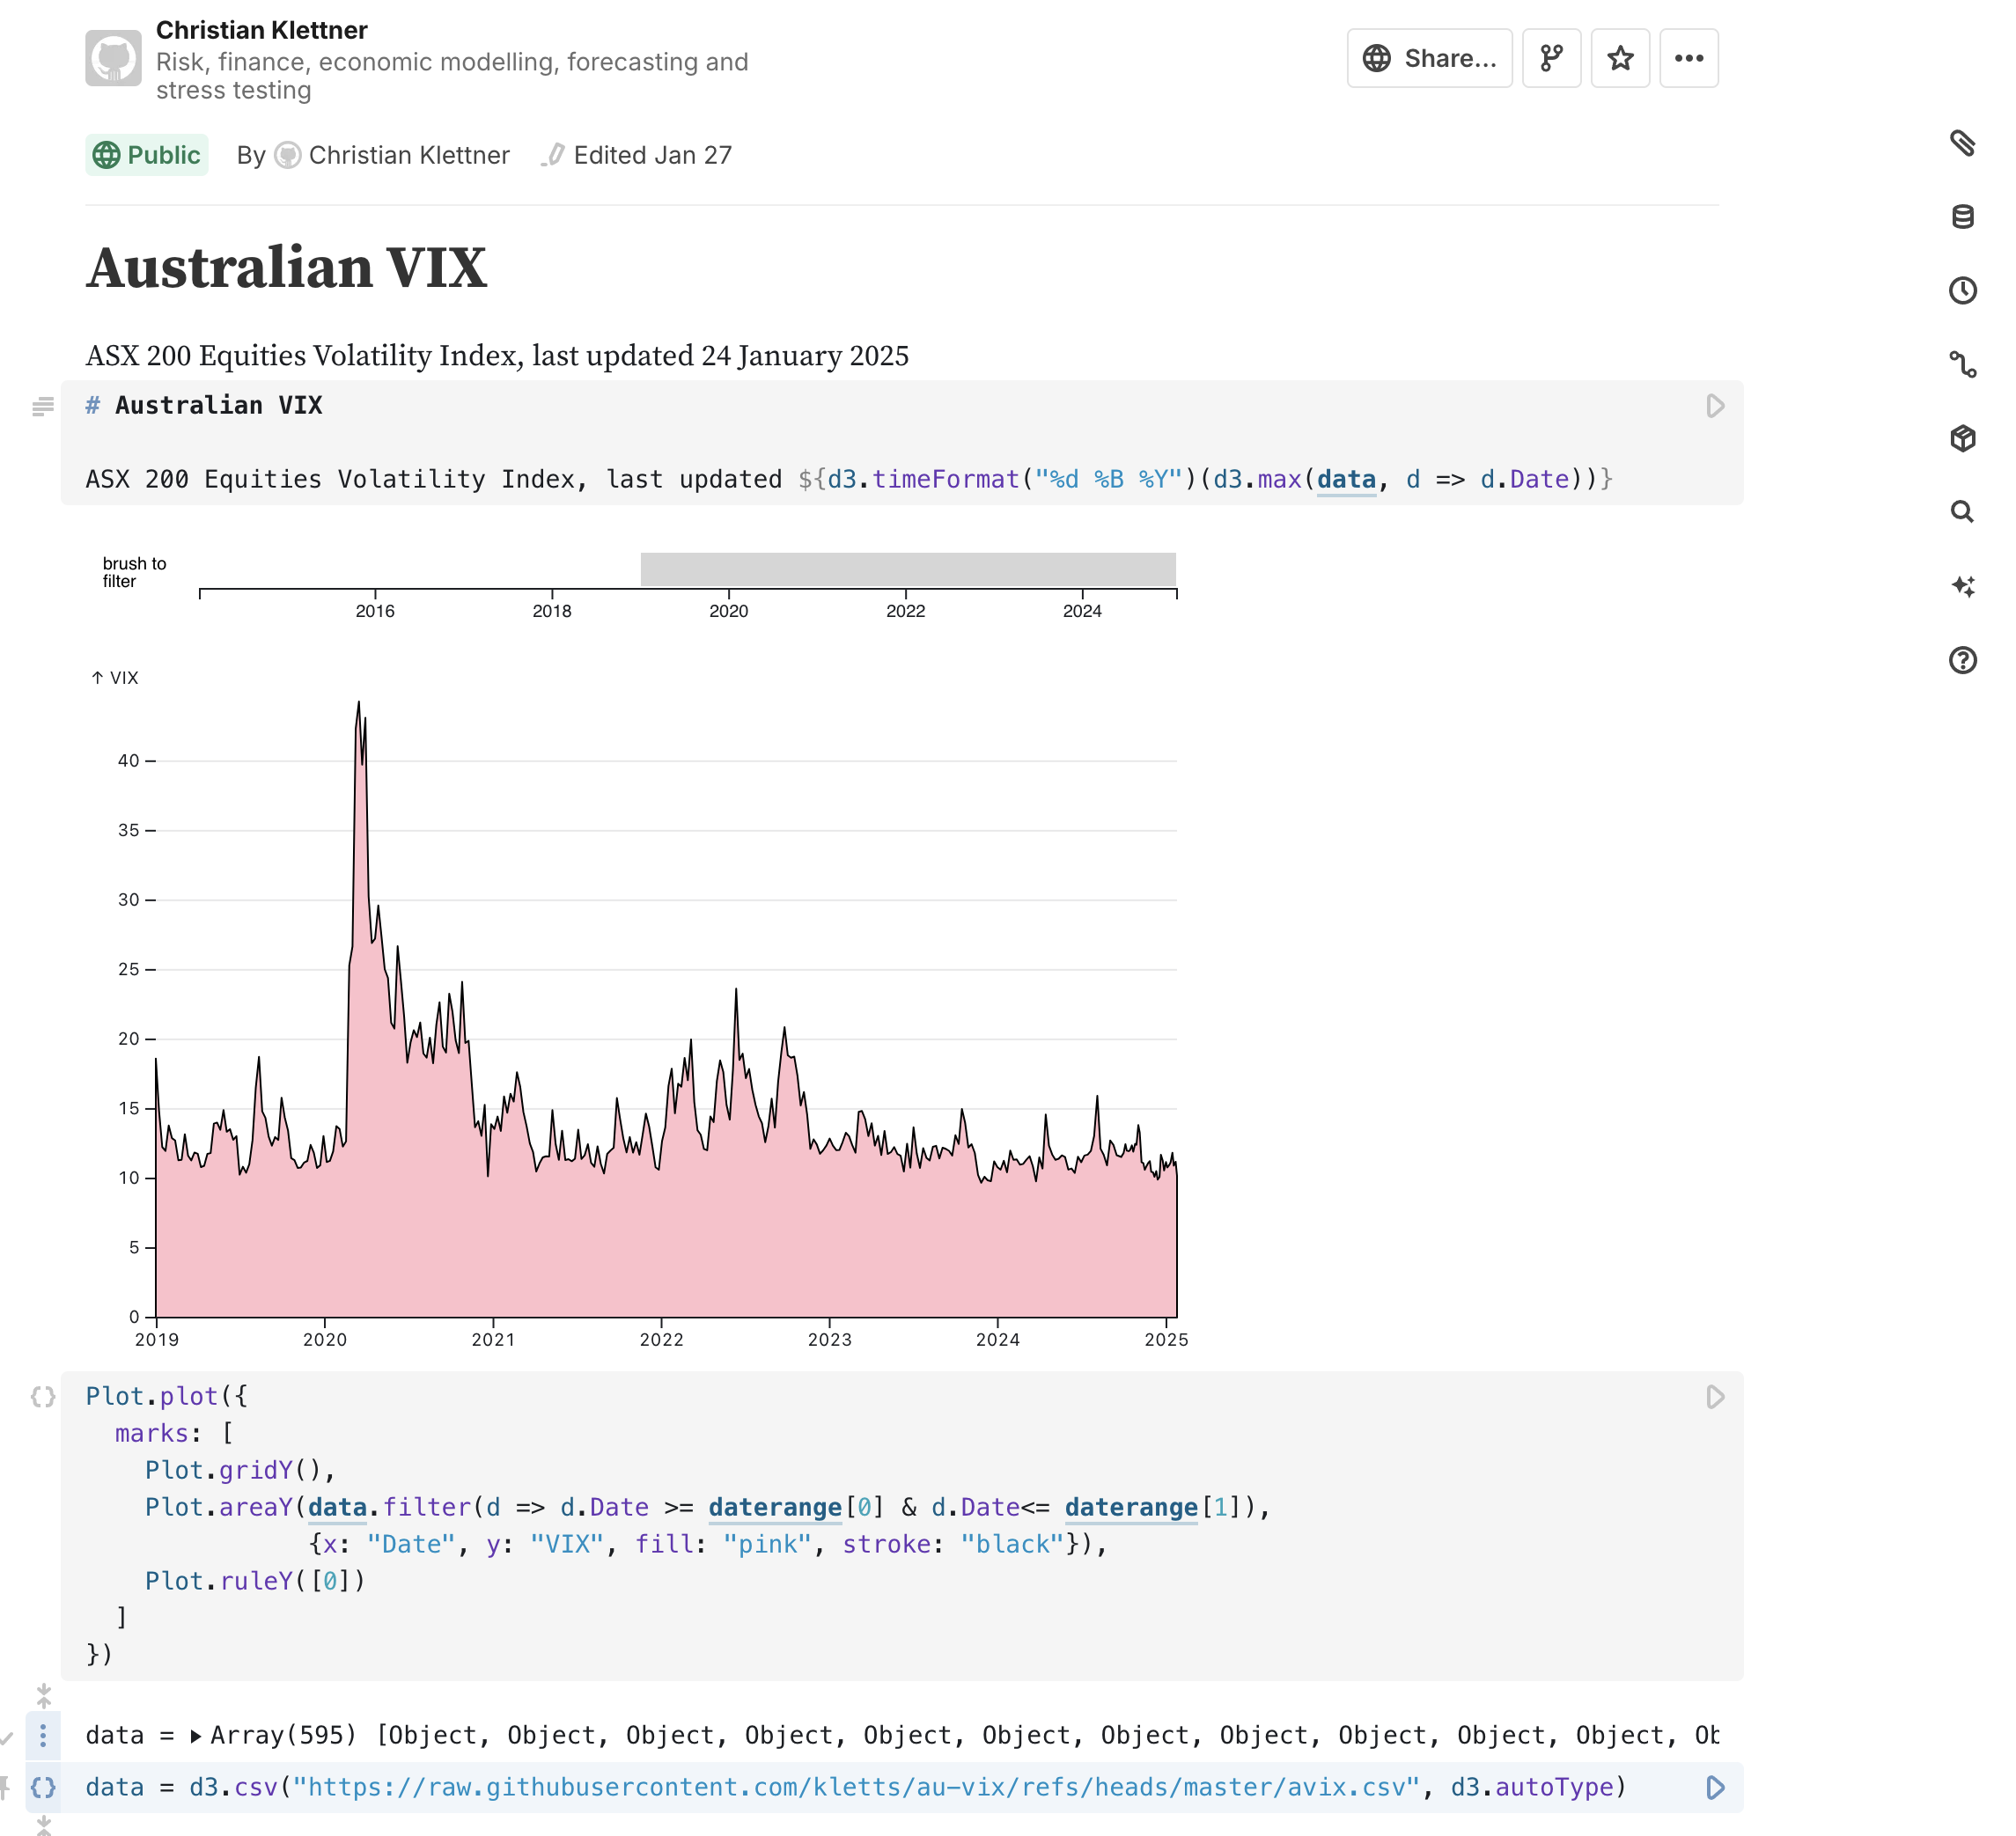 Christian Klettner
Risk, finance, economic modelling, forecasting and
stress testing
Share...
Public
By Christian Klettner
Edited Jan 27
Australian VIX
ASX 200 Equities Volatility Index, last updated 24 January 2025
# Australian VIX
ASX 200 Equities Volatility Index, last updated ${d3.timeFormat("%d %B %Y")(d3.max(data, d => d.Date))}
brush to
filter
2016 2018 2020 2022 2024
↑ VIX
40
35
30
25
20
15
10
5
0
2019 2020 2021 2022 2023 2024 2025
Plot.plot({
  marks: [
    Plot.gridY(),
    Plot.areaY(data.filter(d => d.Date >= daterange[0] & d.Date<= daterange[1]),
               {x: "Date", y: "VIX", fill: "pink", stroke: "black"}),
    Plot.ruleY([0])
  ]
})
data = ▶Array(595) [Object, Object, Object, Object, Object, Object, Object, Object, Object, Object, Object, Ob
data = d3.csv("https://raw.githubusercontent.com/kletts/au-vix/refs/heads/master/avix.csv", d3.autoType)